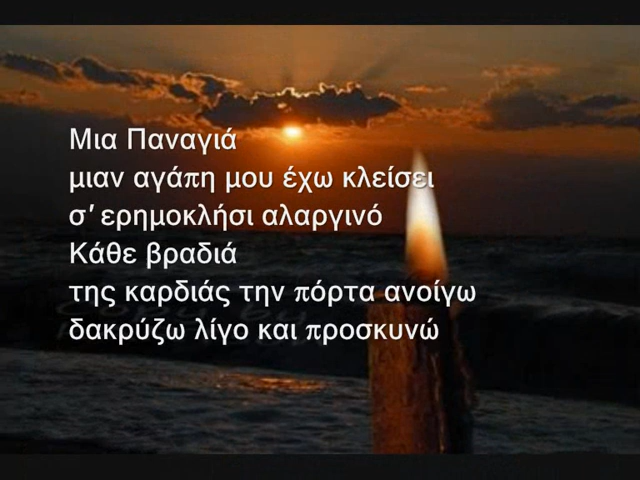 Μια Παναγιά
μιαν αγάπη μου έχω κλείσει
σ' ερημοκλήσι αλαργινό
Κάθε βραδιά
της καρδιάς την πόρτα ανοίγω
δακρύζω λίγο και προσκυνώ